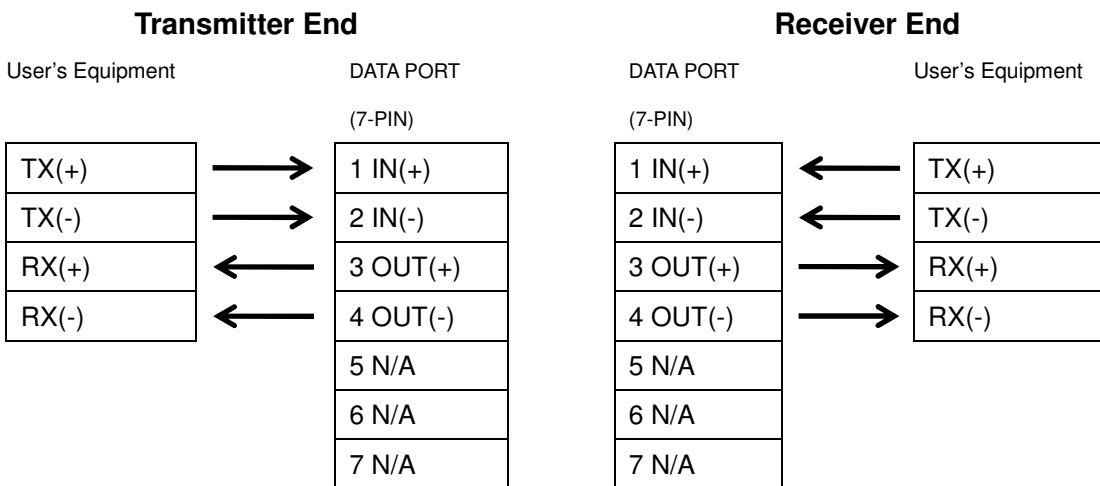 Transmitter End Receiver End
User's Equipment DATA PORT DATA PORT User's Equipment
(7-PIN) (7-PIN)
TX(+) 1 IN(+) 1 IN(+) TX(+)
TX(-) 2 IN(-) 2 IN(-) TX(-)
RX(+) 3 OUT(+) 3 OUT(+) RX(+)
RX(-) 4 OUT(-) 4 OUT(-) RX(-)
5 N/A 5 N/A
6 N/A 6 N/A
7 N/A 7 N/A